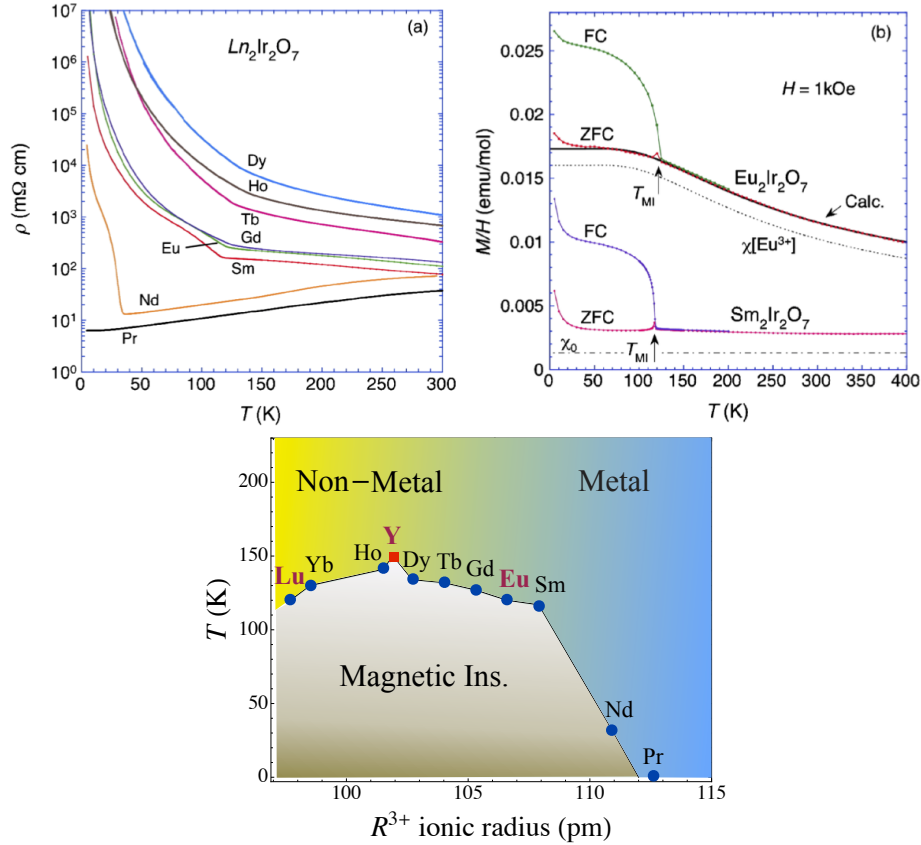 (a)
Ln2Ir2O7
10^7
10^6
10^5
10^4
10^3
10^2
10^1
10^0
ρ (mΩ cm)
Dy
Ho
Tb
Gd
Eu
Sm
Nd
Pr
0 50 100 150 200 250 300
T (K)
(b)
FC
H = 1kOe
ZFC
Eu2Ir2O7
TMI
Calc.
FC
χ[Eu3+]
ZFC
Sm2Ir2O7
χ0
TMI
0.025
0.02
0.015
0.01
0.005
0
M/H (emu/mol)
0 50 100 150 200 250 300 350 400
T (K)
Non−Metal
Metal
Y
Ho
Dy
Tb
Gd
Lu
Yb
Eu
Sm
Magnetic Ins.
Nd
Pr
200
150
100
50
0
T (K)
100 105 110 115
R3+ ionic radius (pm)